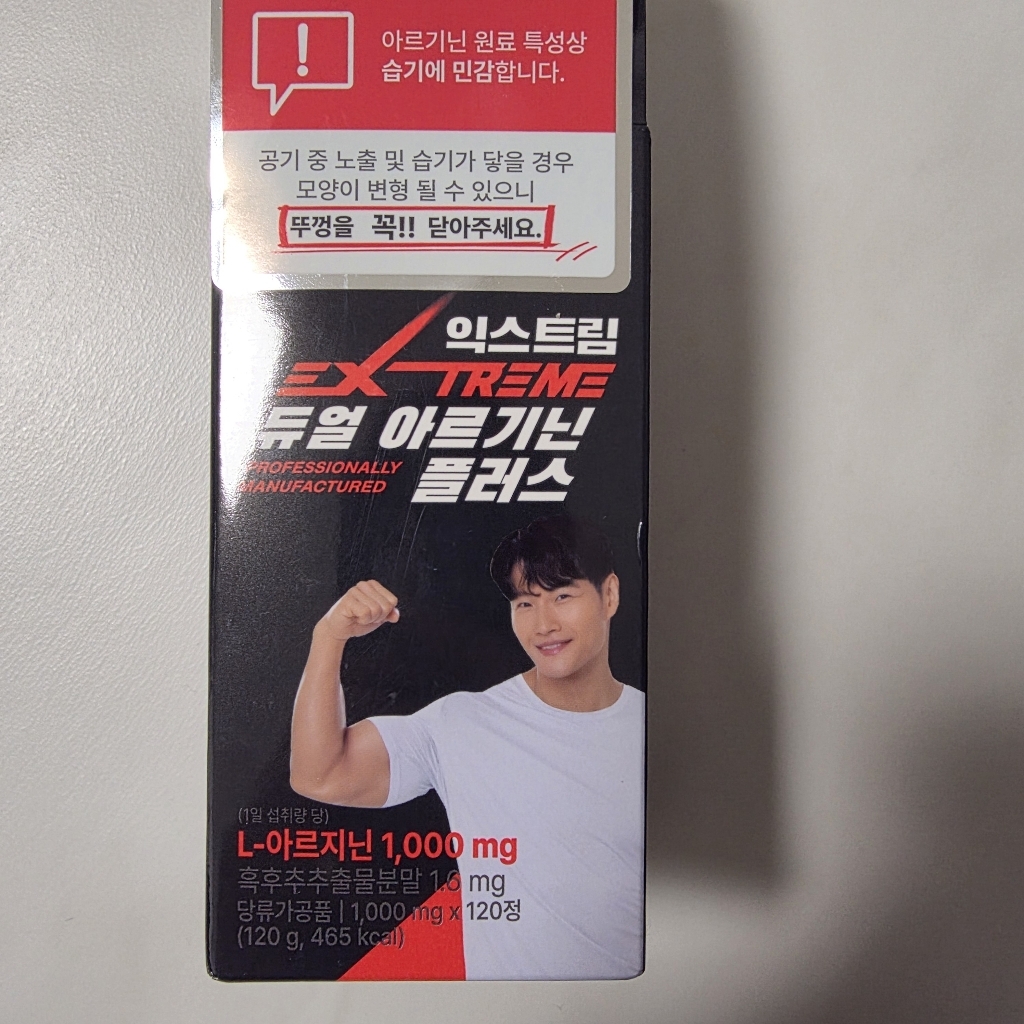 !
아르기닌 원료 특성상
습기에 민감합니다.
공기 중 노출 및 습기가 닿을 경우
모양이 변형 될 수 있으니
뚜껑을 꼭!! 닫아주세요.
익스트림
EXTREME
듀얼 아르기닌
PROFESSIONALLY
MANUFACTURED
플러스
(1일 섭취량 당)
L-아르지닌 1,000 mg
흑후추추출물분말 1.6 mg
당류가공품 | 1,000 mg x 120정
(120 g, 465 kcal)